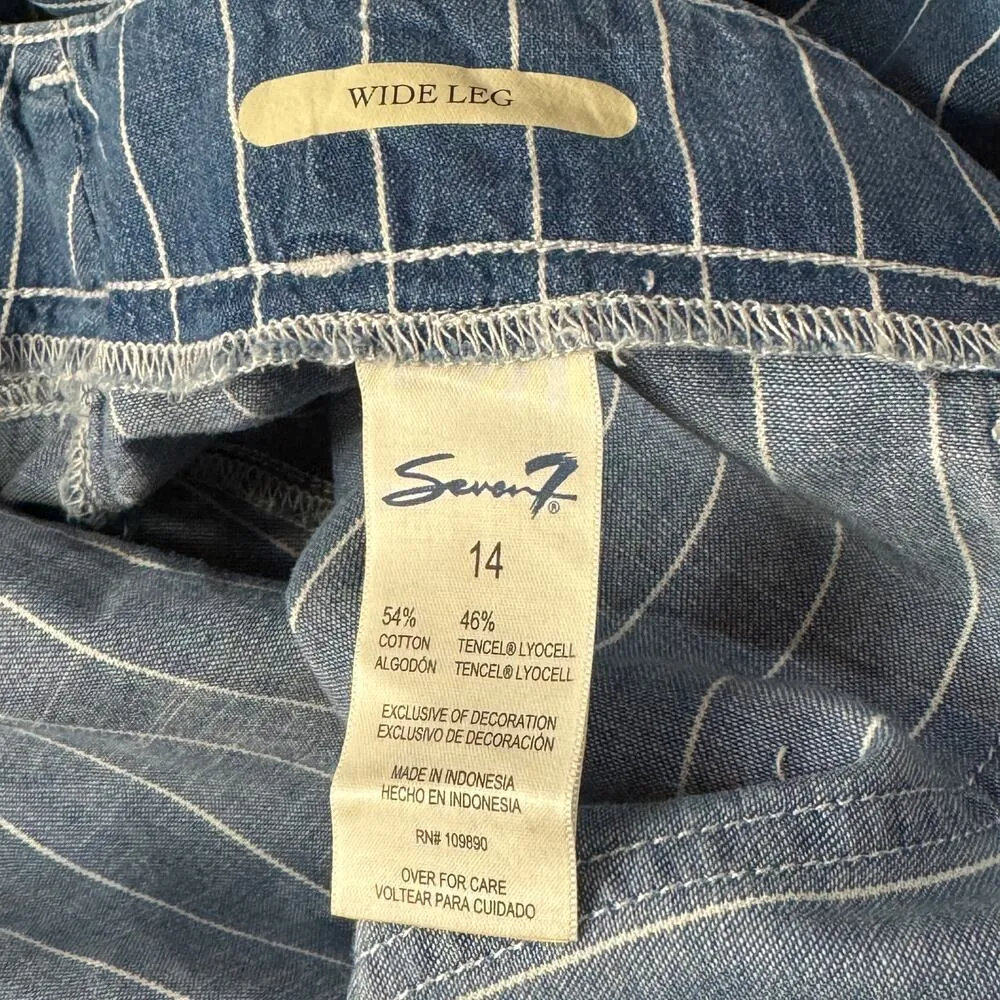 WIDE LEG
Seven7®
14
54% 46%
COTTON TENCEL® LYOCELL
ALGODÓN TENCEL® LYOCELL
EXCLUSIVE OF DECORATION
EXCLUSIVO DE DECORACIÓN
MADE IN INDONESIA
HECHO EN INDONESIA
RN# 109890
OVER FOR CARE
VOLTEAR PARA CUIDADO